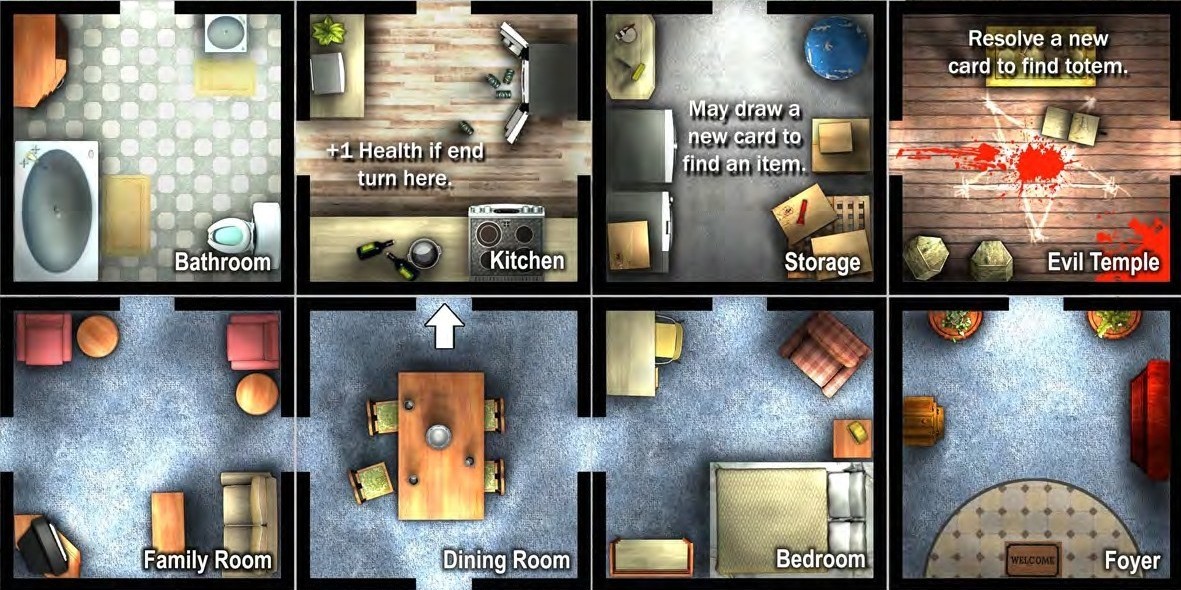 Bathroom
+1 Health if end
turn here.
Kitchen
May draw a
new card to
find an item.
Storage
Resolve a new
card to find totem.
Evil Temple
Family Room
Dining Room
Bedroom
WELCOME
Foyer